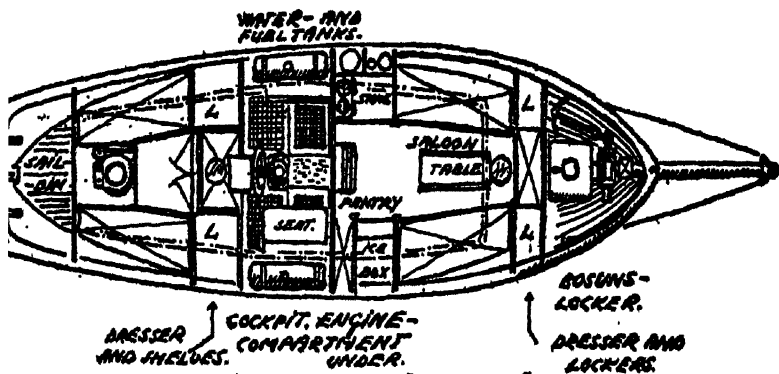 WATER- AND
FUEL TANKS.
L
STOVE
L
SALOON
TABLE
SAIL-
BIN
PANTRY
SEAT.
L
ICE
BOX
L
BOSUNS-
LOCKER.
DRESSER
AND SHELVES.
COCKPIT. ENGINE-
COMPARTMENT
UNDER.
DRESSER AND
LOCKERS.